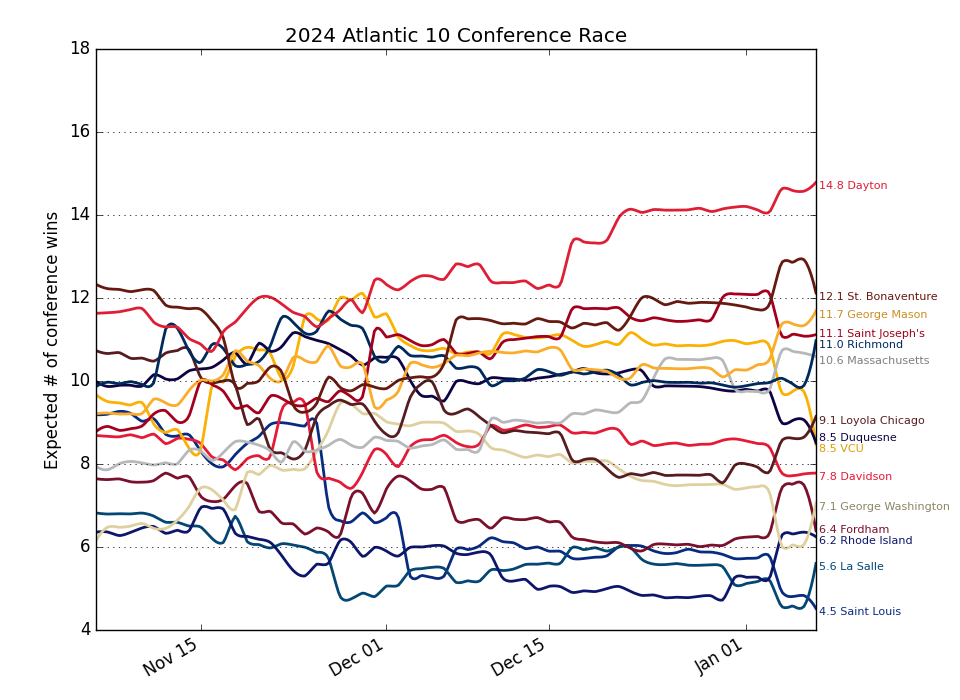 2024 Atlantic 10 Conference Race
Expected # of conference wins
18
16
14
12
10
8
6
4
Nov 15
Dec 01
Dec 15
Jan 01
14.8 Dayton
12.1 St. Bonaventure
11.7 George Mason
11.1 Saint Joseph's
11.0 Richmond
10.6 Massachusetts
9.1 Loyola Chicago
8.5 Duquesne
8.5 VCU
7.8 Davidson
7.1 George Washington
6.4 Fordham
6.2 Rhode Island
5.6 La Salle
4.5 Saint Louis